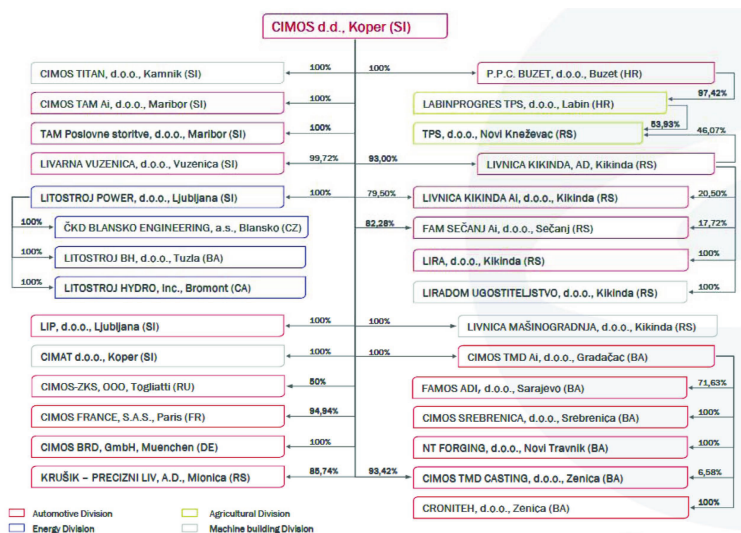 CIMOS d.d., Koper (SI)
CIMOS TITAN, d.o.o., Kamnik (SI)
100%
100%
P.P.C. BUZET, d.o.o., Buzet (HR)
97,42%
CIMOS TAM Ai, d.o.o., Maribor (SI)
100%
LABINPROGRES TPS, d.o.o., Labin (HR)
53,93%
TAM Poslovne storitve, d.o.o., Maribor (SI)
100%
TPS, d.o.o., Novi Kneževac (RS)
46,07%
LIVARNA VUZENICA, d.o.o., Vuzenica (SI)
99,72%
93,00%
LIVNICA KIKINDA, AD, Kikinda (RS)
LITOSTROJ POWER, d.o.o., Ljubljana (SI)
100%
79,50%
LIVNICA KIKINDA Ai, d.o.o., Kikinda (RS)
20,50%
100%
ČKD BLANSKO ENGINEERING, a.s., Blansko (CZ)
82,28%
FAM SEČANJ Ai, d.o.o., Sečanj (RS)
17,72%
100%
LITOSTROJ BH, d.o.o., Tuzla (BA)
LIRA, d.o.o., Kikinda (RS)
100%
100%
LITOSTROJ HYDRO, Inc., Bromont (CA)
LIRADOM UGOSTITELJSTVO, d.o.o., Kikinda (RS)
100%
LIP, d.o.o., Ljubljana (SI)
100%
100%
LIVNICA MAŠINOGRADNJA, d.o.o., Kikinda (RS)
CIMAT d.o.o., Koper (SI)
100%
100%
CIMOS TMD Ai, d.o.o., Gradačac (BA)
CIMOS-ZKS, OOO, Togliatti (RU)
50%
FAMOS ADI, d.o.o., Sarajevo (BA)
71,63%
CIMOS FRANCE, S.A.S., Paris (FR)
94,94%
CIMOS SREBRENICA, d.o.o., Srebrenica (BA)
100%
CIMOS BRD, GmbH, Muenchen (DE)
100%
NT FORGING, d.o.o., Novi Travnik (BA)
100%
KRUŠIK – PRECIZNI LIV, A.D., Mionica (RS)
85,74%
93,42%
CIMOS TMD CASTING, d.o.o., Zenica (BA)
6,58%
CRONITEH, d.o.o., Zenica (BA)
100%
Automotive Division
Agricultural Division
Energy Division
Machine building Division